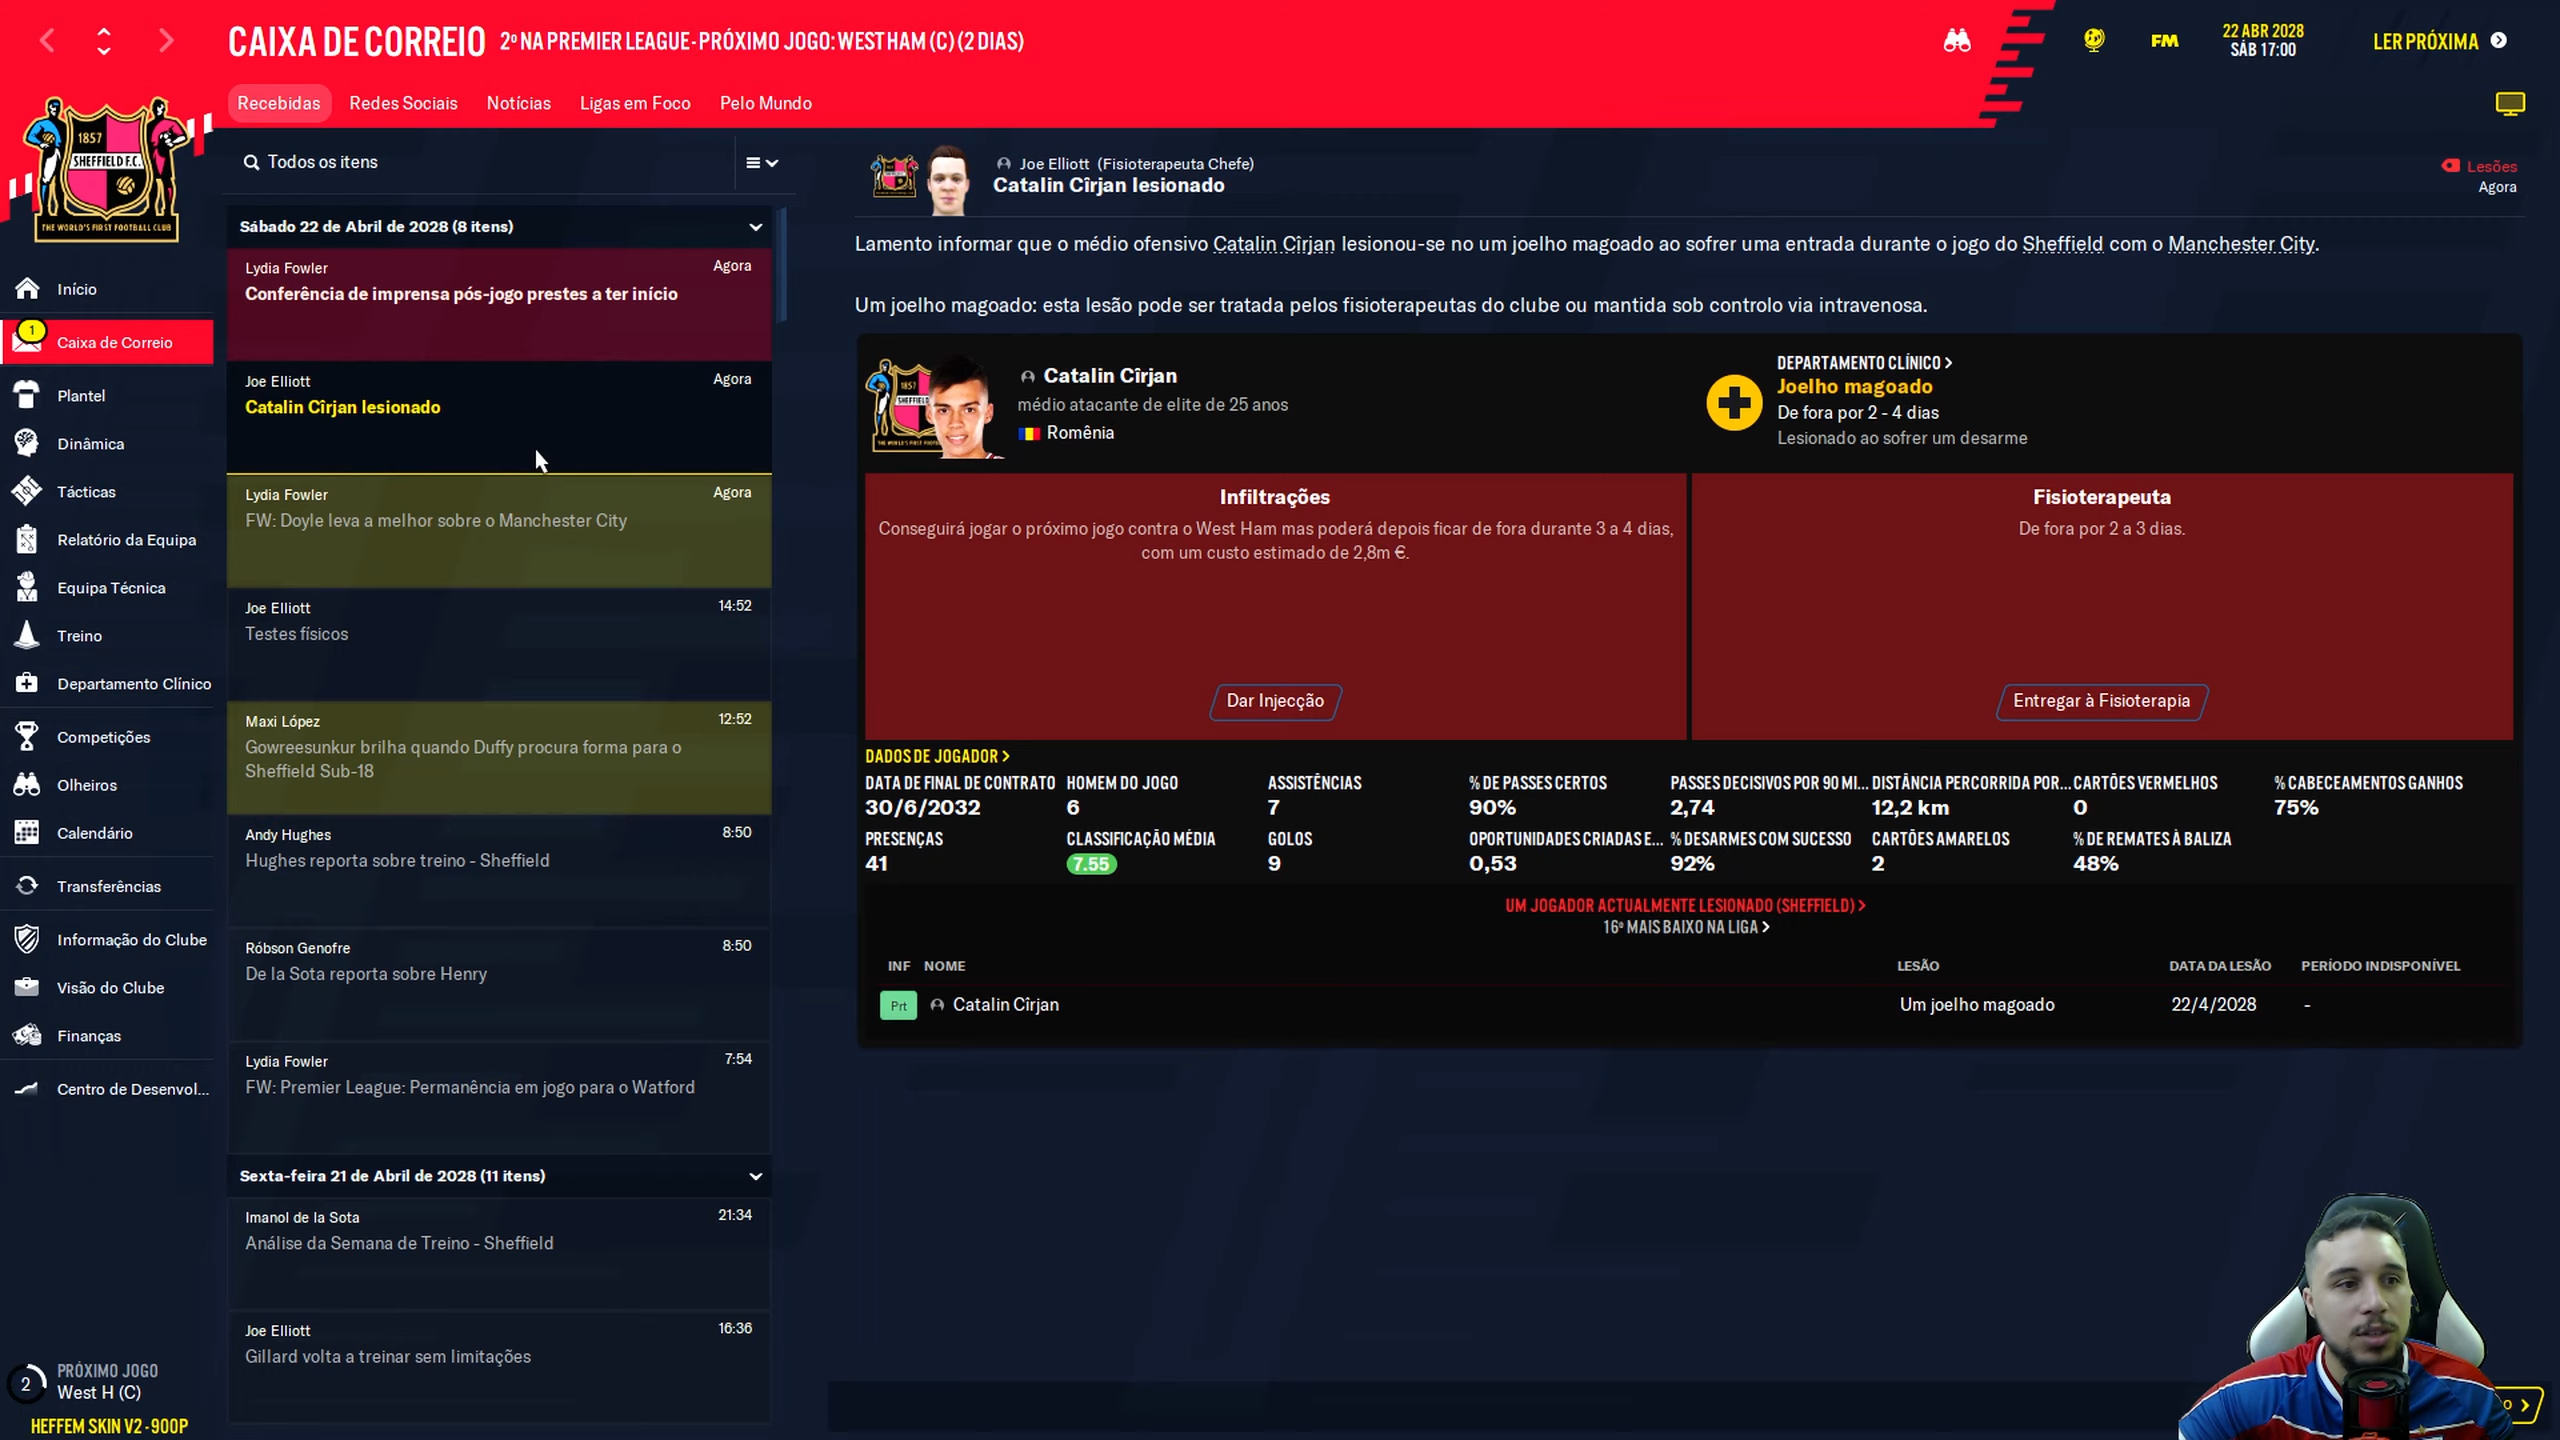 CAIXA DE CORREIO
2º NA PREMIER LEAGUE - PRÓXIMO JOGO: WEST HAM (C) (2 DIAS)
FM
22 ABR 2028
SÁB 17:00
LER PRÓXIMA
Recebidas
Redes Sociais
Notícias
Ligas em Foco
Pelo Mundo
1857
SHEFFIELD F.C.
THE WORLD'S FIRST FOOTBALL CLUB
Início
1
Caixa de Correio
Plantel
Dinâmica
Tácticas
Relatório da Equipa
Equipa Técnica
Treino
Departamento Clínico
Competições
Olheiros
Calendário
Transferências
Informação do Clube
Visão do Clube
Finanças
Centro de Desenvol...
2
PRÓXIMO JOGO
West H (C)
HEFFEM SKIN V2 - 900P
Todos os itens
Sábado 22 de Abril de 2028 (8 itens)
Lydia Fowler Agora
Conferência de imprensa pós-jogo prestes a ter início
Joe Elliott Agora
Catalin Cîrjan lesionado
Lydia Fowler Agora
FW: Doyle leva a melhor sobre o Manchester City
Joe Elliott 14:52
Testes físicos
Maxi López 12:52
Gowreesunkur brilha quando Duffy procura forma para o
Sheffield Sub-18
Andy Hughes 8:50
Hughes reporta sobre treino - Sheffield
Róbson Genofre 8:50
De la Sota reporta sobre Henry
Lydia Fowler 7:54
FW: Premier League: Permanência em jogo para o Watford
Sexta-feira 21 de Abril de 2028 (11 itens)
Imanol de la Sota 21:34
Análise da Semana de Treino - Sheffield
Joe Elliott 16:36
Gillard volta a treinar sem limitações
Joe Elliott (Fisioterapeuta Chefe)
Catalin Cîrjan lesionado
Lesões
Agora
Lamento informar que o médio ofensivo Catalin Cîrjan lesionou-se no um joelho magoado ao sofrer uma entrada durante o jogo do Sheffield com o Manchester City.
Um joelho magoado: esta lesão pode ser tratada pelos fisioterapeutas do clube ou mantida sob controlo via intravenosa.
Catalin Cîrjan
médio atacante de elite de 25 anos
Romênia
DEPARTAMENTO CLÍNICO
Joelho magoado
De fora por 2 - 4 dias
Lesionado ao sofrer um desarme
Infiltrações
Conseguirá jogar o próximo jogo contra o West Ham mas poderá depois ficar de fora durante 3 a 4 dias,
com um custo estimado de 2,8m €.
Dar Injecção
Fisioterapeuta
De fora por 2 a 3 dias.
Entregar à Fisioterapia
DADOS DE JOGADOR
DATA DE FINAL DE CONTRATO HOMEM DO JOGO ASSISTÊNCIAS % DE PASSES CERTOS PASSES DECISIVOS POR 90 MI... DISTÂNCIA PERCORRIDA POR... CARTÕES VERMELHOS % CABECEAMENTOS GANHOS
30/6/2032 6 7 90% 2,74 12,2 km 0 75%
PRESENÇAS CLASSIFICAÇÃO MÉDIA GOLOS OPORTUNIDADES CRIADAS E... % DESARMES COM SUCESSO CARTÕES AMARELOS % DE REMATES À BALIZA
41 7.55 9 0,53 92% 2 48%
UM JOGADOR ACTUALMENTE LESIONADO (SHEFFIELD)
16º MAIS BAIXO NA LIGA
INF NOME LESÃO DATA DA LESÃO PERÍODO INDISPONÍVEL
Prt Catalin Cîrjan Um joelho magoado 22/4/2028 -